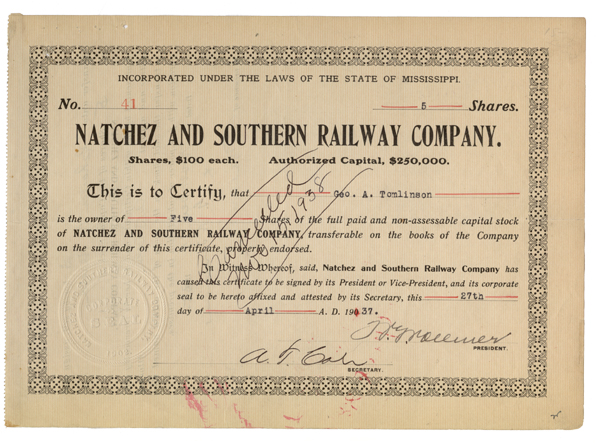 INCORPORATED UNDER THE LAWS OF THE STATE OF MISSISSIPPI.
No. 41 5 Shares.
NATCHEZ AND SOUTHERN RAILWAY COMPANY.
Shares, $100 each. Authorized Capital, $250,000.
This is to Certify, that Geo. A. Tomlinson
is the owner of Five Shares of the full paid and non-assessable capital stock
of NATCHEZ AND SOUTHERN RAILWAY COMPANY, transferable on the books of the Company
on the surrender of this certificate, properly endorsed.
Cancelled
1938
In Witness Whereof, said, Natchez and Southern Railway Company has
caused this certificate to be signed by its President or Vice-President, and its corporate
seal to be hereto affixed and attested by its Secretary, this 27th
day of April A. D. 1937.
PRESIDENT.
SECRETARY.